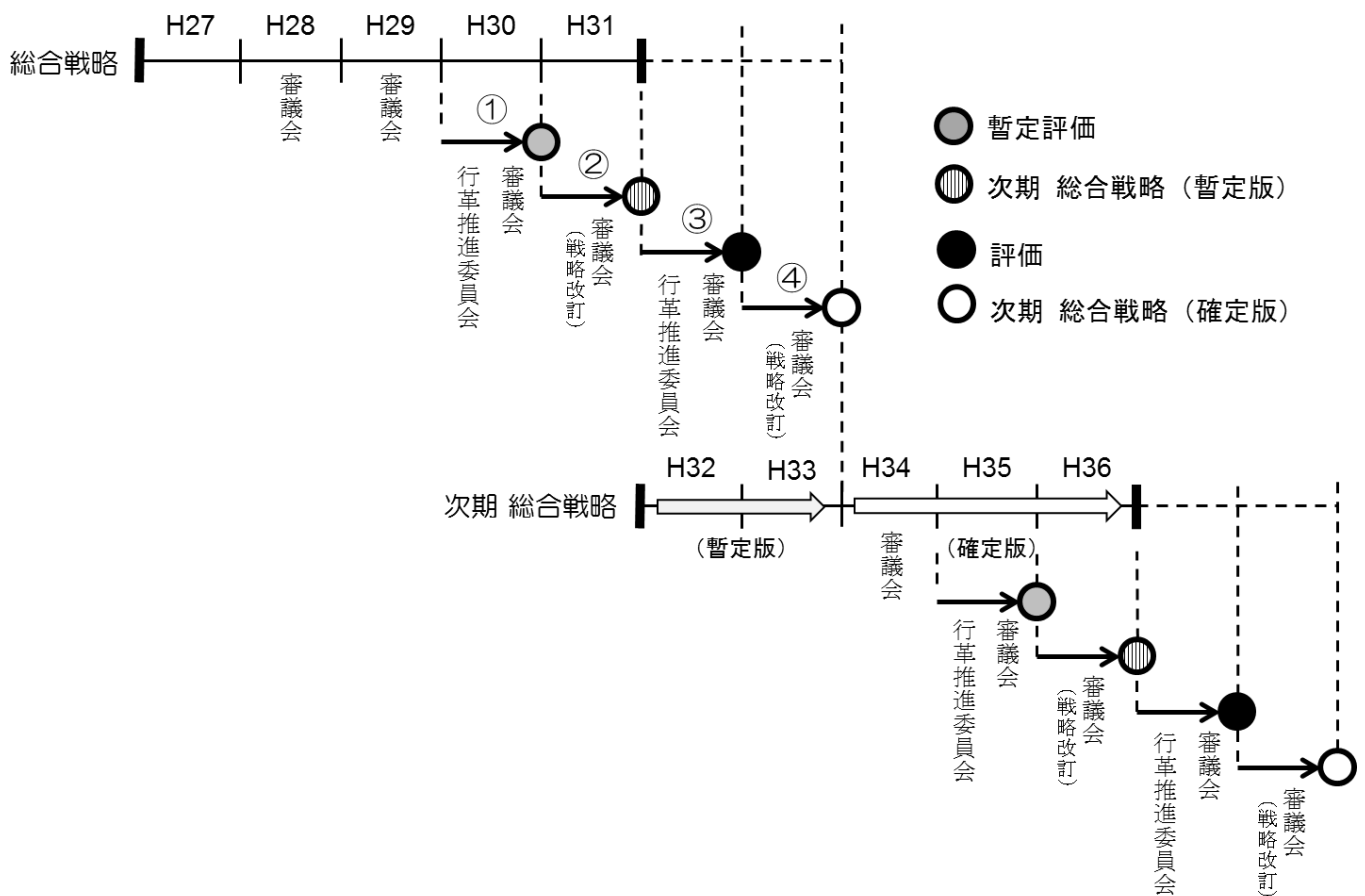 H27 H28 H29 H30 H31
総合戦略
審議会
審議会
①
行革推進委員会
審議会
②
審議会
(戦略改訂)
③
行革推進委員会
審議会
④
審議会
(戦略改訂)
暫定評価
次期 総合戦略（暫定版）
評価
次期 総合戦略（確定版）
H32 H33 H34 H35 H36
次期 総合戦略
（暫定版）
（確定版）
審議会
行革推進委員会
審議会
審議会
(戦略改訂)
行革推進委員会
審議会
審議会
(戦略改訂)